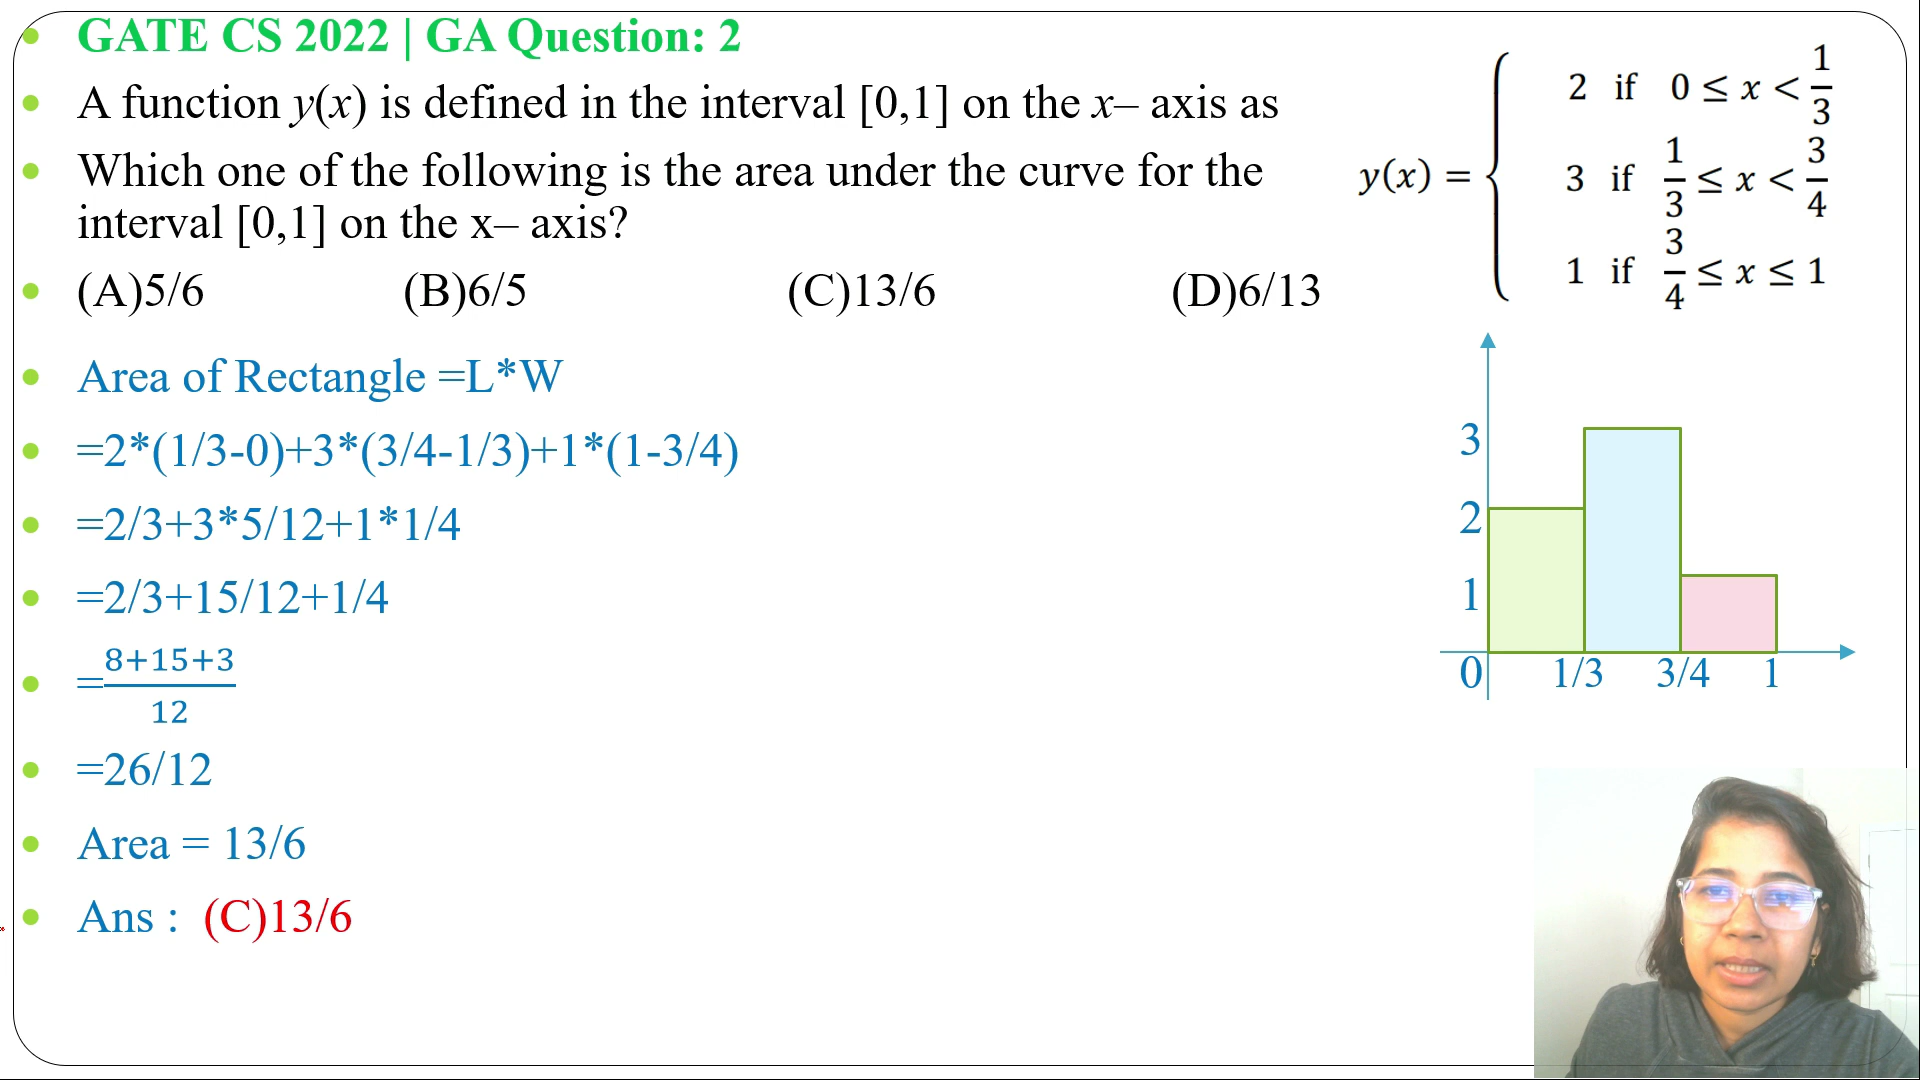 GATE CS 2022 | GA Question: 2
A function y(x) is defined in the interval [0,1] on the x– axis as
Which one of the following is the area under the curve for the
interval [0,1] on the x– axis?
(A)5/6 (B)6/5 (C)13/6 (D)6/13
y(x) = { 2 if 0 ≤ x < 1/3
3 if 1/3 ≤ x < 3/4
1 if 3/4 ≤ x ≤ 1
Area of Rectangle =L*W
=2*(1/3-0)+3*(3/4-1/3)+1*(1-3/4)
=2/3+3*5/12+1*1/4
=2/3+15/12+1/4
=8+15+3
12
=26/12
Area = 13/6
Ans : (C)13/6
3
2
1
0 1/3 3/4 1